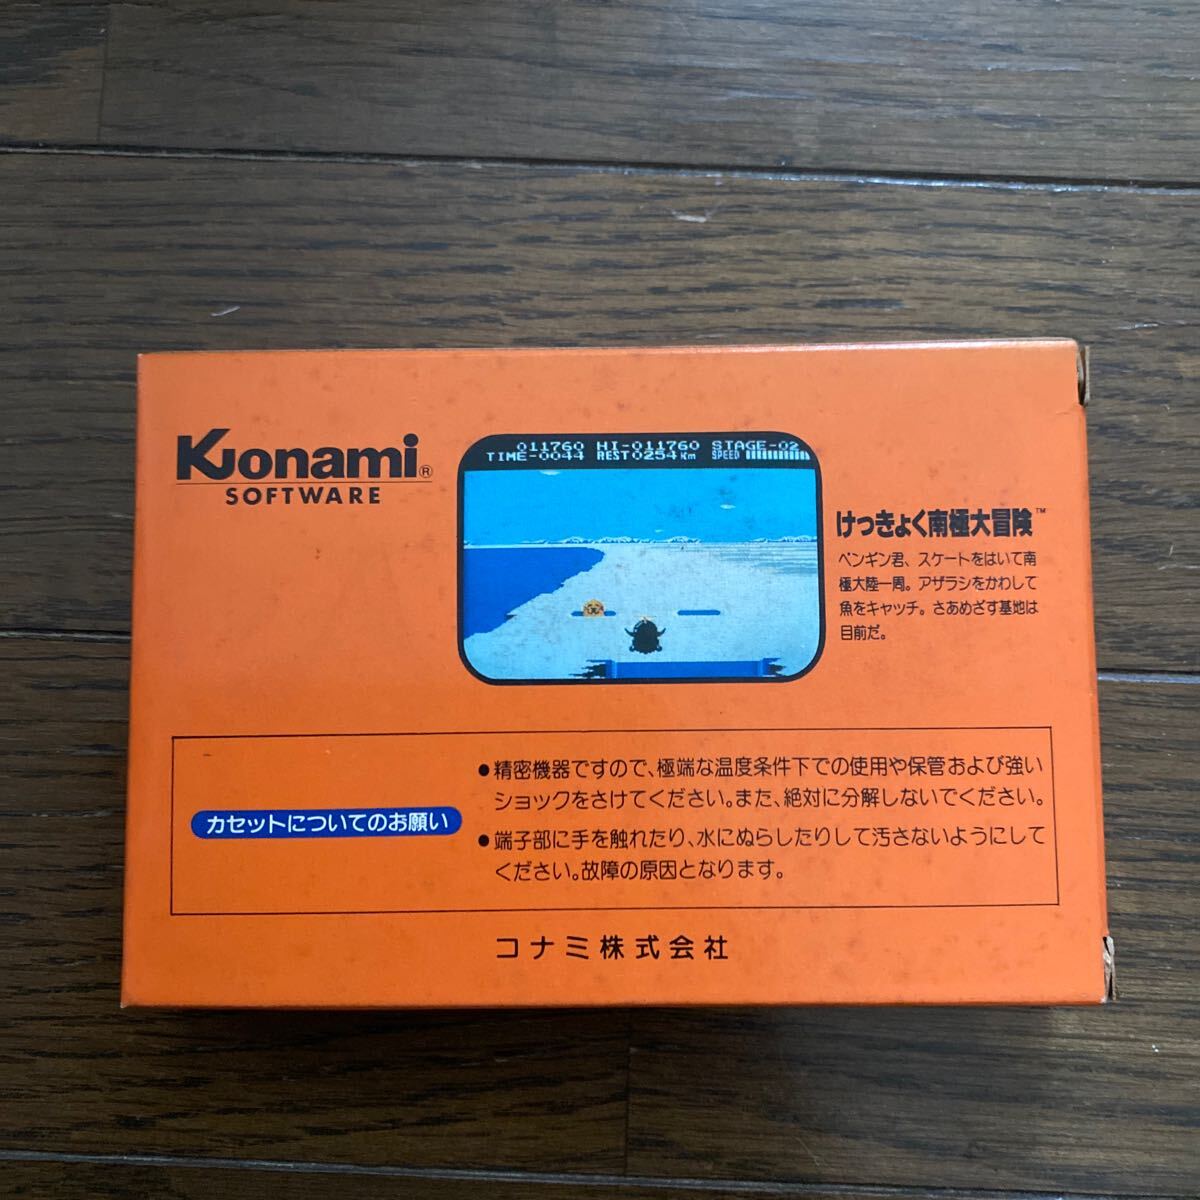 Konami®
SOFTWARE
011760 HI-011760 STAGE-02
TIME-0044 REST0254Km SPEED
けっきょく南極大冒険™
ペンギン君、スケートをはいて南
極大陸一周。アザラシをかわして
魚をキャッチ。さあめざす基地は
目前だ。
カセットについてのお願い
●精密機器ですので、極端な温度条件下での使用や保管および強い
ショックをさけてください。また、絶対に分解しないでください。
●端子部に手を触れたり、水にぬらしたりして汚さないようにして
ください。故障の原因となります。
コナミ株式会社